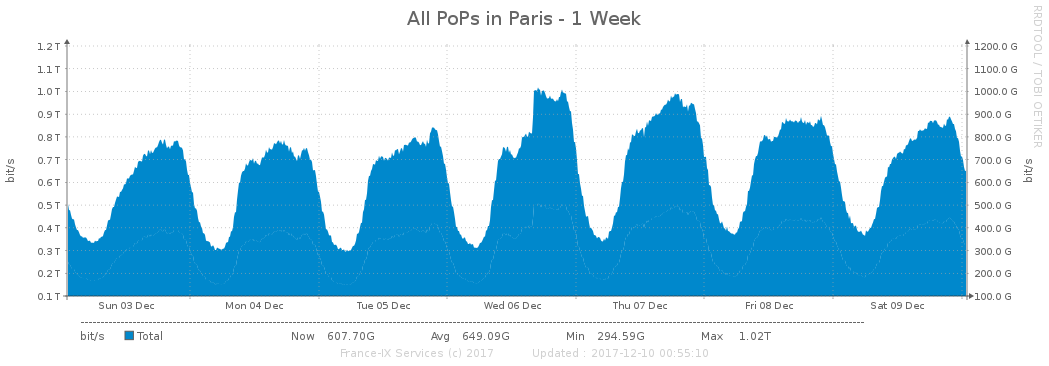 All PoPs in Paris - 1 Week
RRDTOOL / TOBI OETIKER
bit/s
1.2 T
1.1 T
1.0 T
0.9 T
0.8 T
0.7 T
0.6 T
0.5 T
0.4 T
0.3 T
0.2 T
0.1 T
1200.0 G
1100.0 G
1000.0 G
900.0 G
800.0 G
700.0 G
600.0 G
500.0 G
400.0 G
300.0 G
200.0 G
100.0 G
bit/s
Sun 03 Dec Mon 04 Dec Tue 05 Dec Wed 06 Dec Thu 07 Dec Fri 08 Dec Sat 09 Dec
bit/s Total Now 607.70G Avg 649.09G Min 294.59G Max 1.02T
France-IX Services (c) 2017 Updated : 2017-12-10 00:55:10